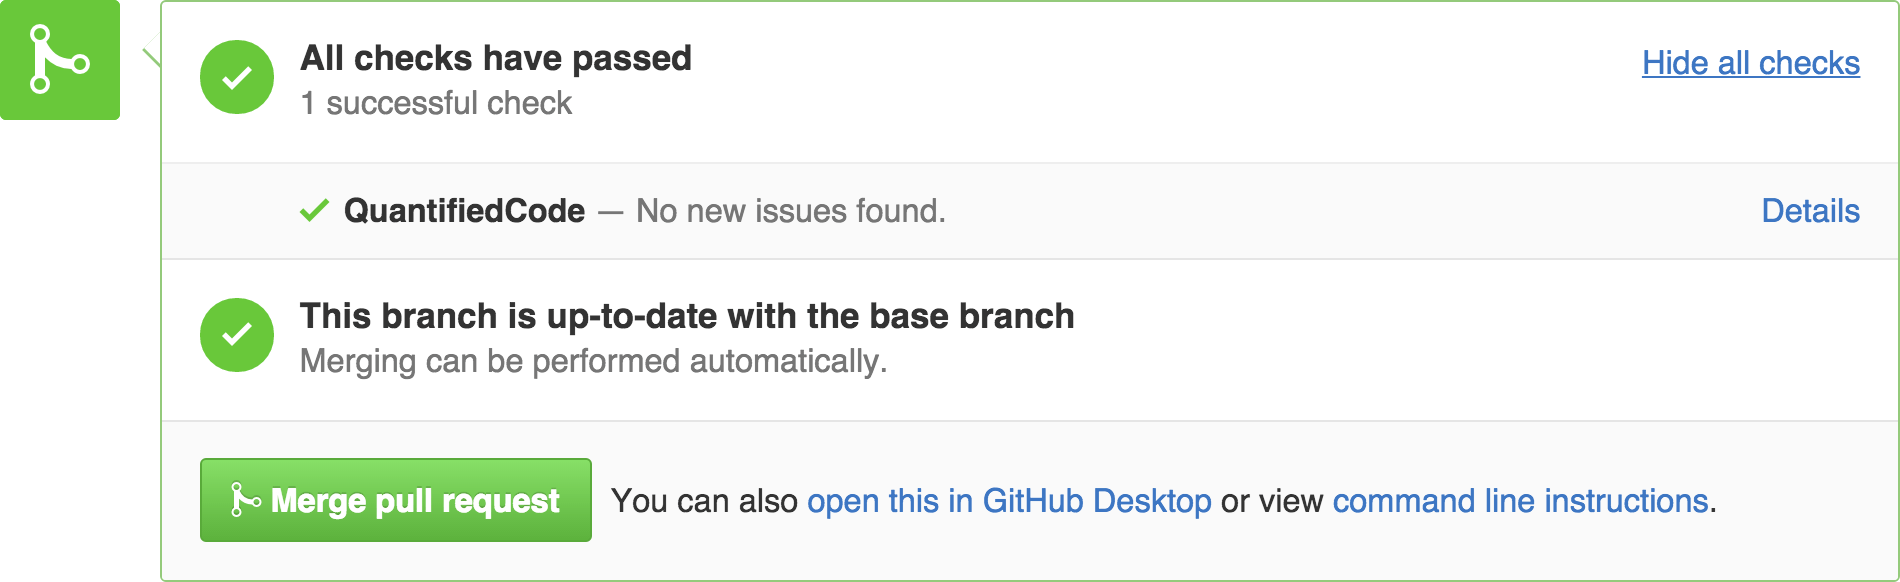 All checks have passed
Hide all checks
1 successful check
QuantifiedCode — No new issues found.
Details
This branch is up-to-date with the base branch
Merging can be performed automatically.
Merge pull request
You can also open this in GitHub Desktop or view command line instructions.